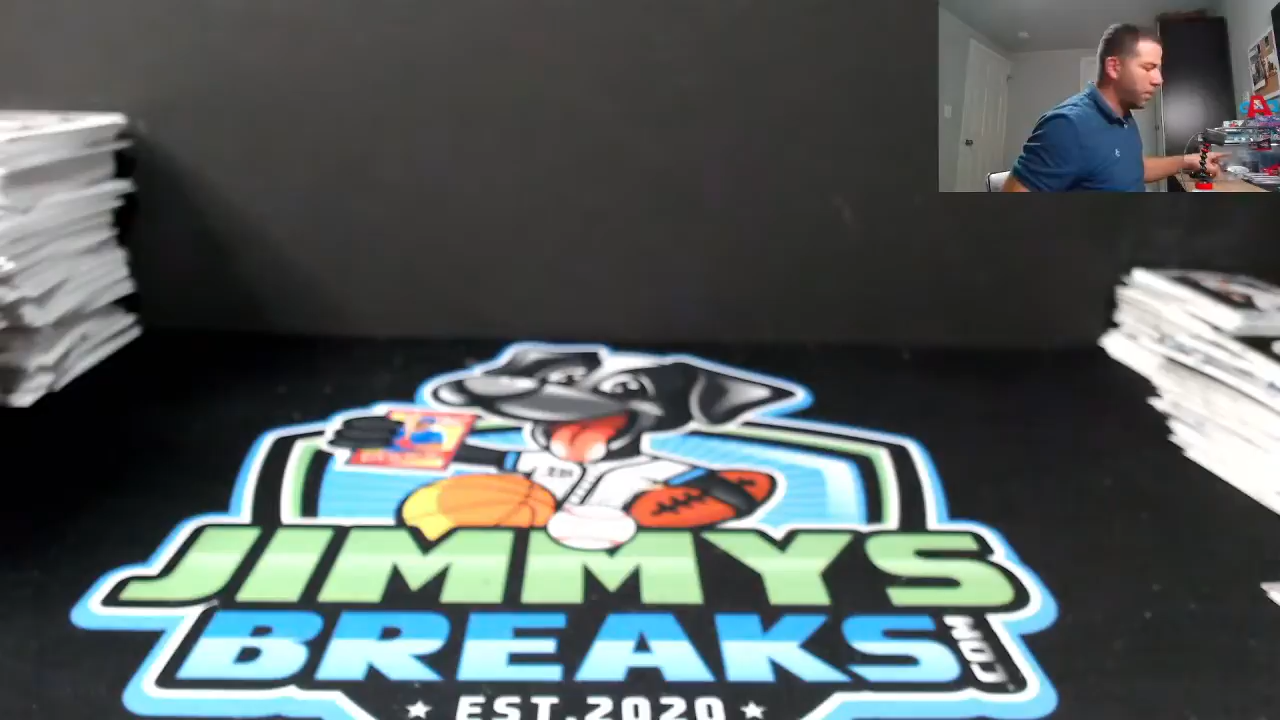 JIMMYS
BREAKS
.COM
★ EST.2020 ★
A